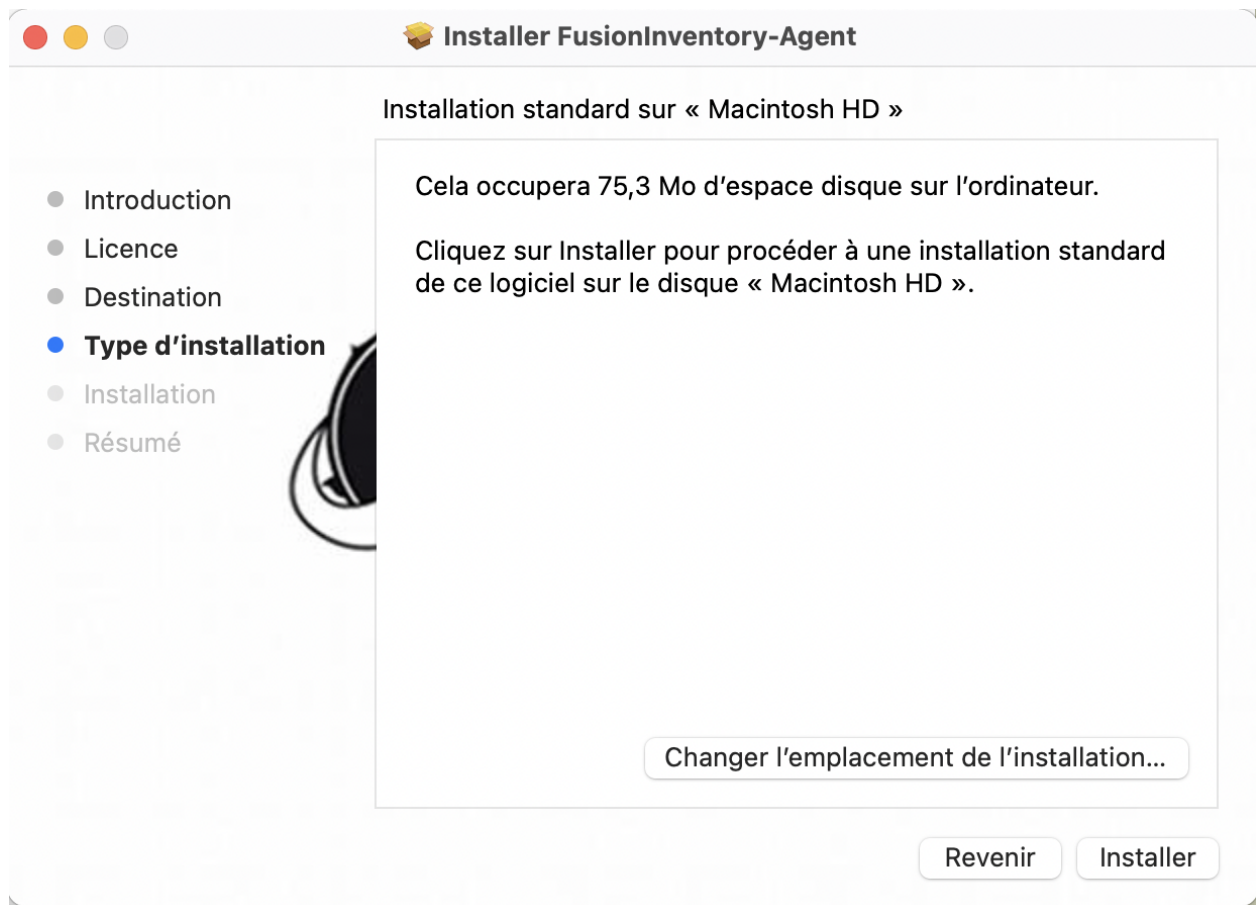 Installer FusionInventory-Agent
Installation standard sur « Macintosh HD »
Introduction
Licence
Destination
Type d’installation
Installation
Résumé
Cela occupera 75,3 Mo d’espace disque sur l’ordinateur.
Cliquez sur Installer pour procéder à une installation standard
de ce logiciel sur le disque « Macintosh HD ».
Changer l’emplacement de l’installation...
Revenir
Installer